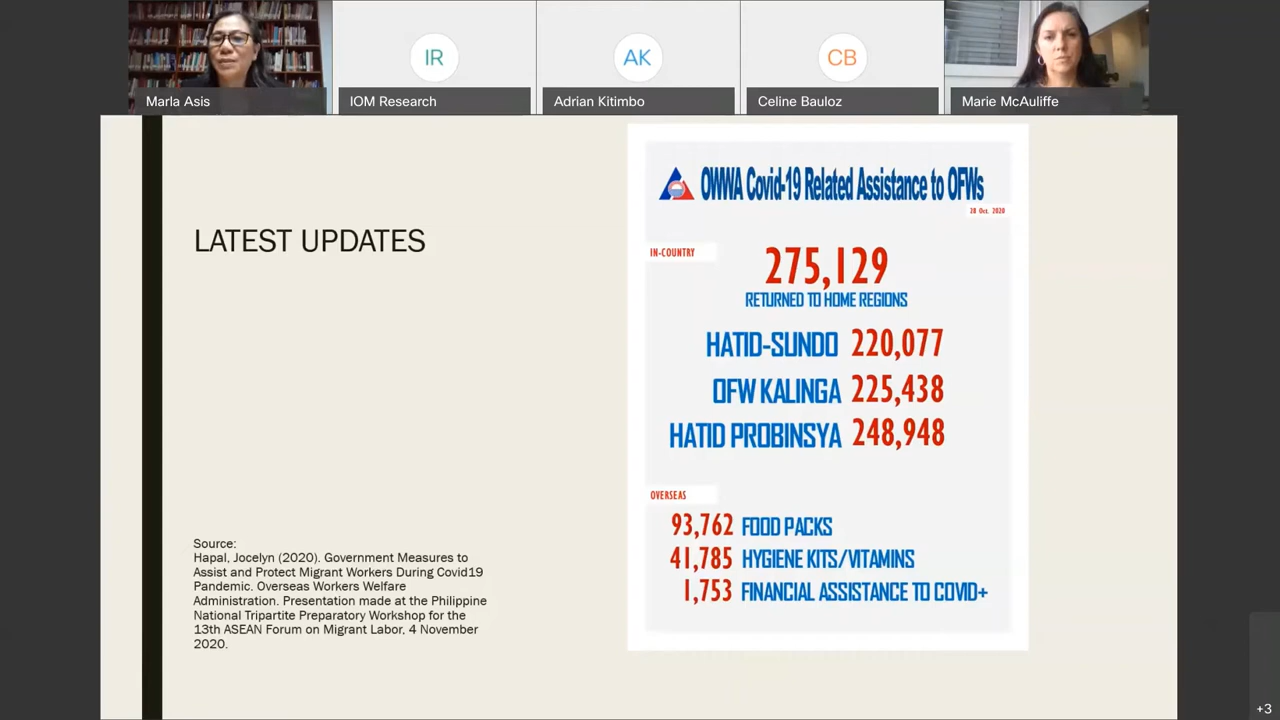 IR
AK
CB
Marla Asis
IOM Research
Adrian Kitimbo
Celine Bauloz
Marie McAuliffe
LATEST UPDATES
Source:
Hapal, Jocelyn (2020). Government Measures to
Assist and Protect Migrant Workers During Covid19
Pandemic. Overseas Workers Welfare
Administration. Presentation made at the Philippine
National Tripartite Preparatory Workshop for the
13th ASEAN Forum on Migrant Labor, 4 November
2020.
OWWA Covid-19 Related Assistance to OFWs
28 Oct. 2020
IN-COUNTRY
275,129
RETURNED TO HOME REGIONS
HATID-SUNDO 220,077
OFW KALINGA 225,438
HATID PROBINSYA 248,948
OVERSEAS
93,762 FOOD PACKS
41,785 HYGIENE KITS/VITAMINS
1,753 FINANCIAL ASSISTANCE TO COVID+
+3